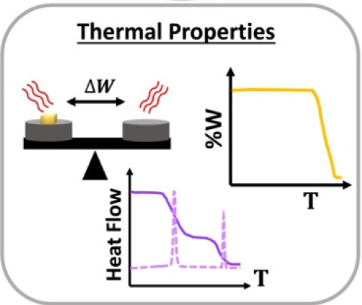 Thermal Properties
ΔW
%W
T
Heat Flow
T